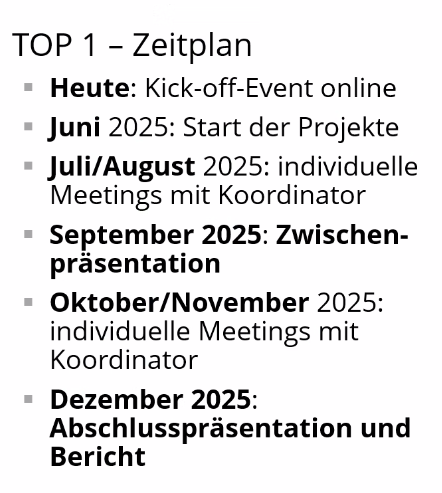 TOP 1 – Zeitplan
▪ Heute: Kick-off-Event online
▪ Juni 2025: Start der Projekte
▪ Juli/August 2025: individuelle
Meetings mit Koordinator
▪ September 2025: Zwischen-
präsentation
▪ Oktober/November 2025:
individuelle Meetings mit
Koordinator
▪ Dezember 2025:
Abschlusspräsentation und
Bericht